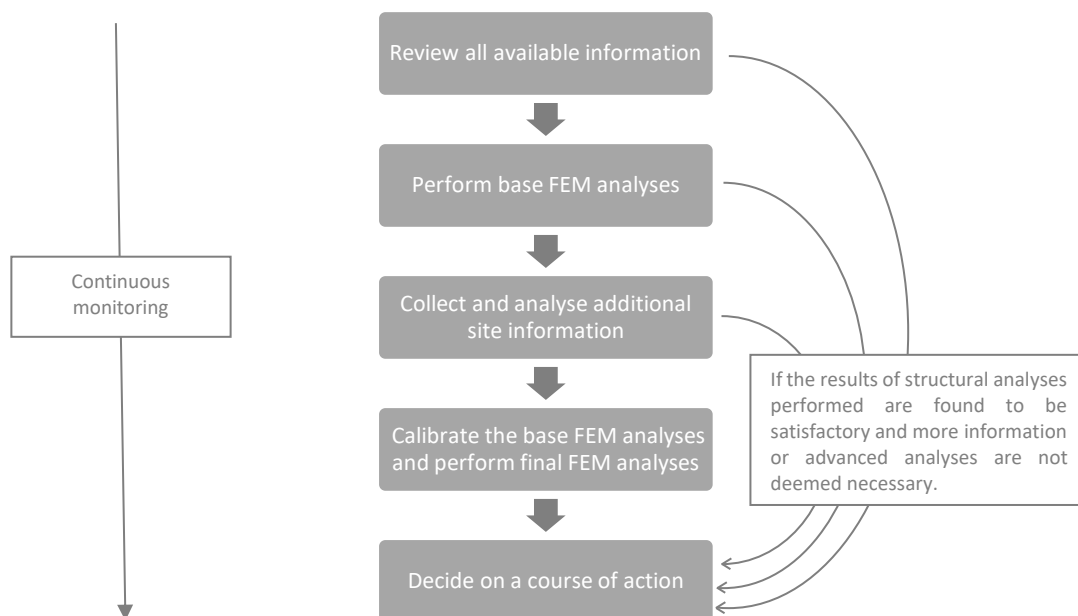 Review all available information
Perform base FEM analyses
Continuous
monitoring
Collect and analyse additional
site information
If the results of structural analyses
performed are found to be
satisfactory and more information
or advanced analyses are not
deemed necessary.
Calibrate the base FEM analyses
and perform final FEM analyses
Decide on a course of action